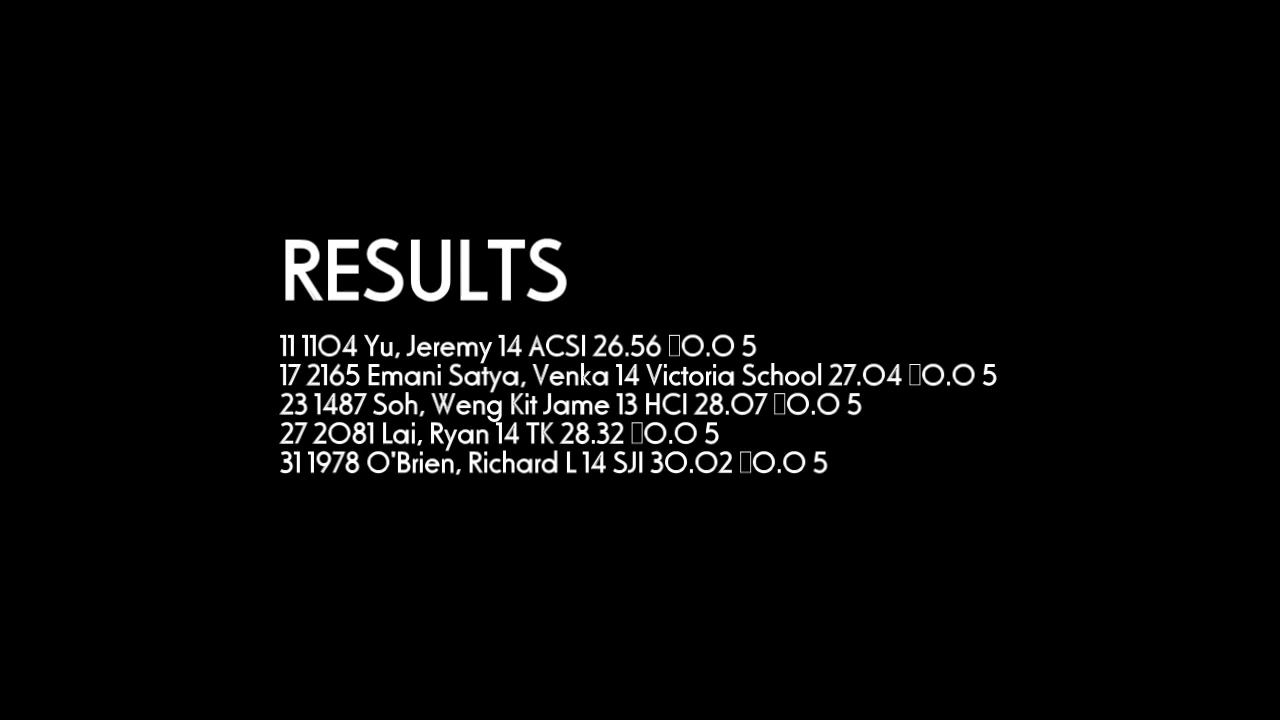 RESULTS
11 1104 Yu, Jeremy 14 ACSI 26.56 □0.0 5
17 2165 Emani Satya, Venka 14 Victoria School 27.04 □0.0 5
23 1487 Soh, Weng Kit Jame 13 HCI 28.07 □0.0 5
27 2081 Lai, Ryan 14 TK 28.32 □0.0 5
31 1978 O'Brien, Richard L 14 SJI 30.02 □0.0 5